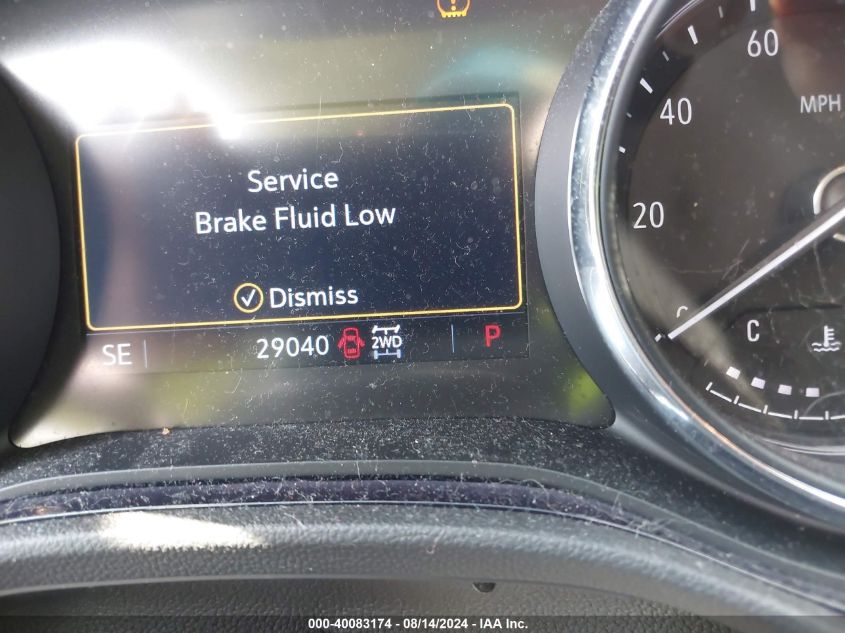 Service
Brake Fluid Low
Dismiss
SE 29040 2WD P
60
40 MPH
20
C
000-40083174 - 08/14/2024 - IAA Inc.